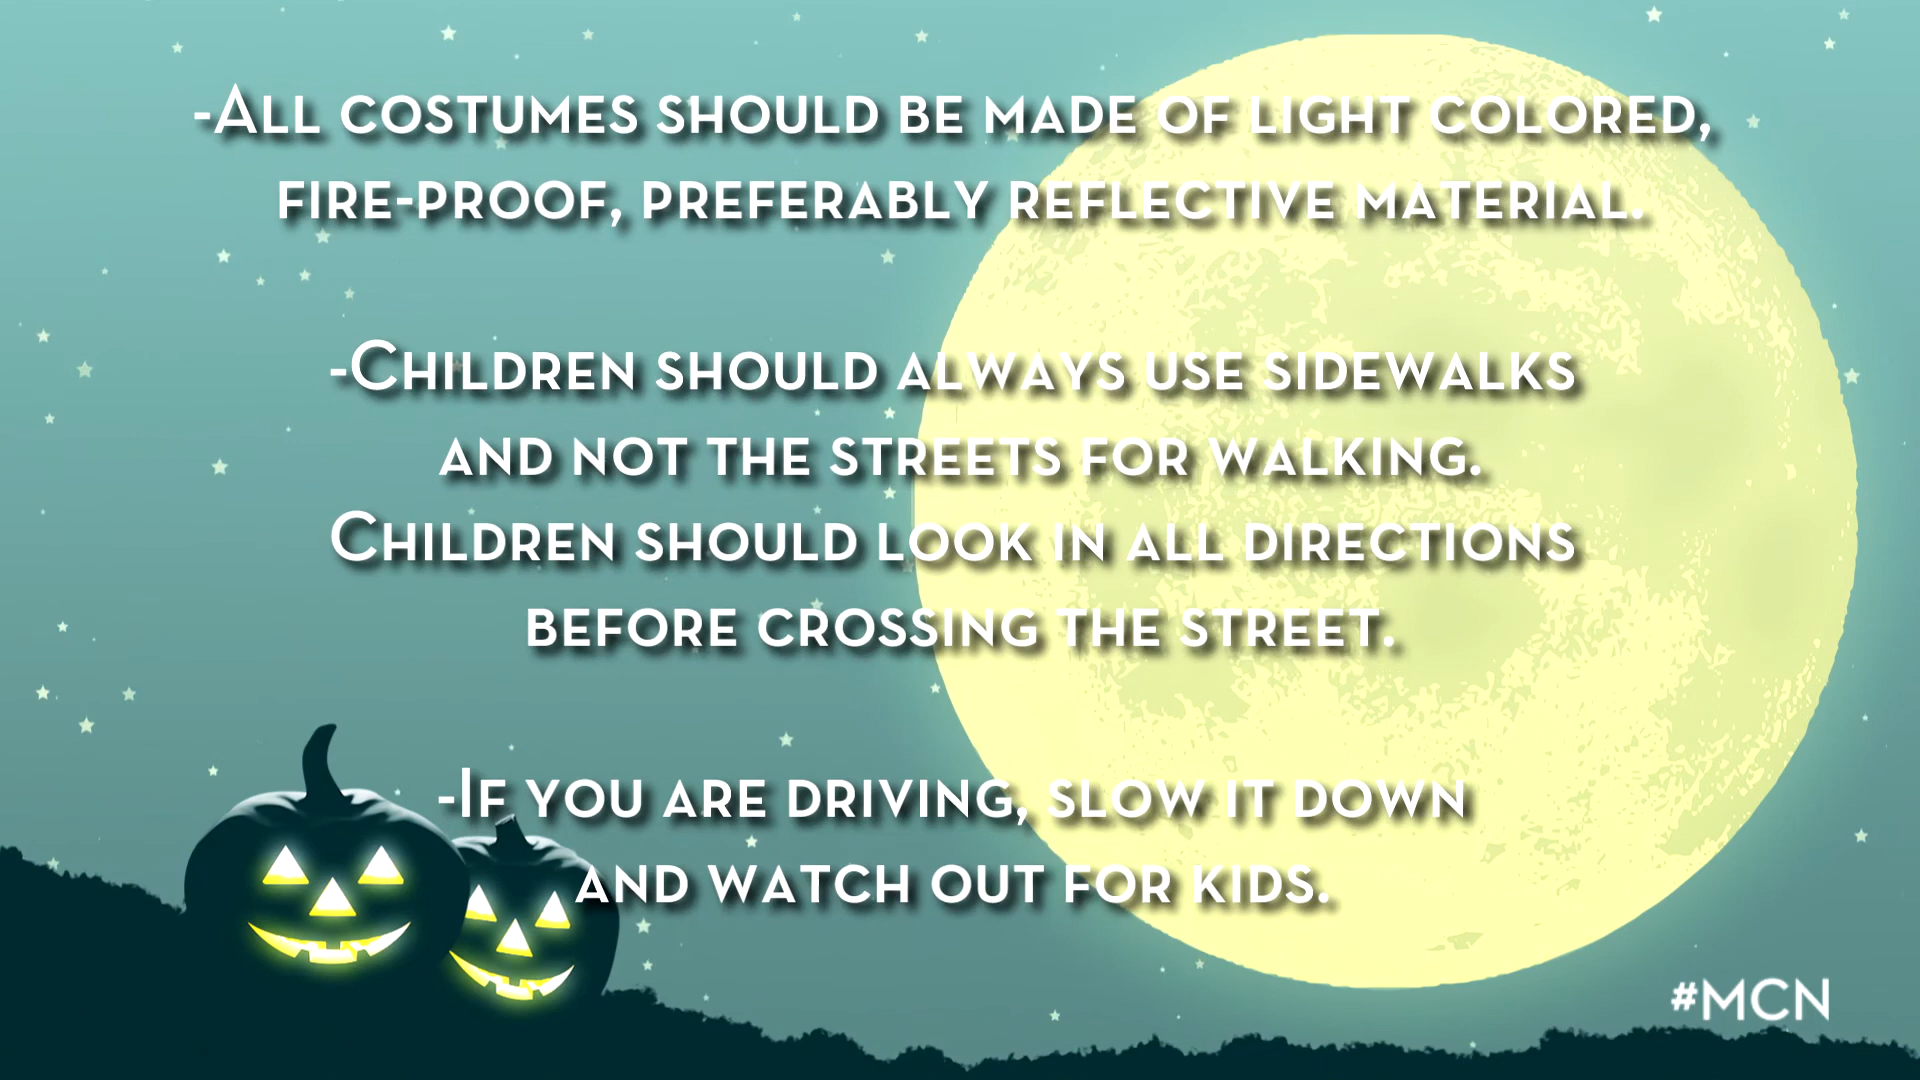 -All costumes should be made of light colored,
fire-proof, preferably reflective material.
-Children should always use sidewalks
and not the streets for walking.
Children should look in all directions
before crossing the street.
-If you are driving, slow it down
and watch out for kids.
#MCN